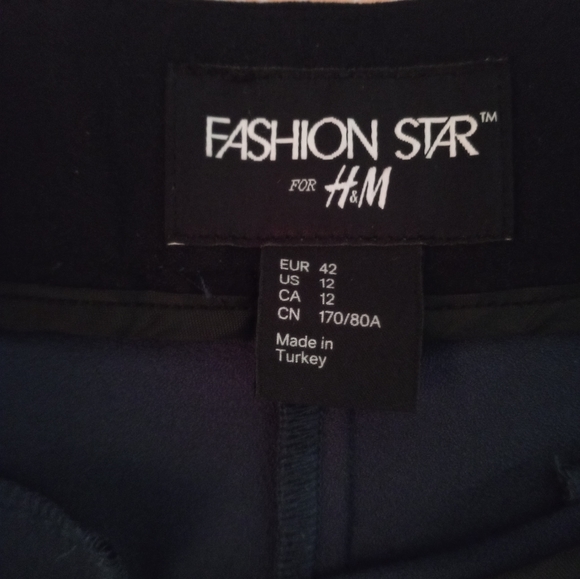 FASHION STAR™
FOR H&M
EUR 42
US 12
CA 12
CN 170/80A
Made in
Turkey